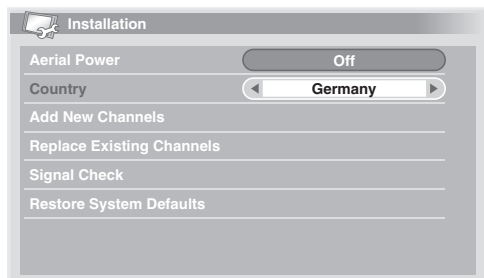 Installation
Aerial Power Off
Country Germany
Add New Channels
Replace Existing Channels
Signal Check
Restore System Defaults